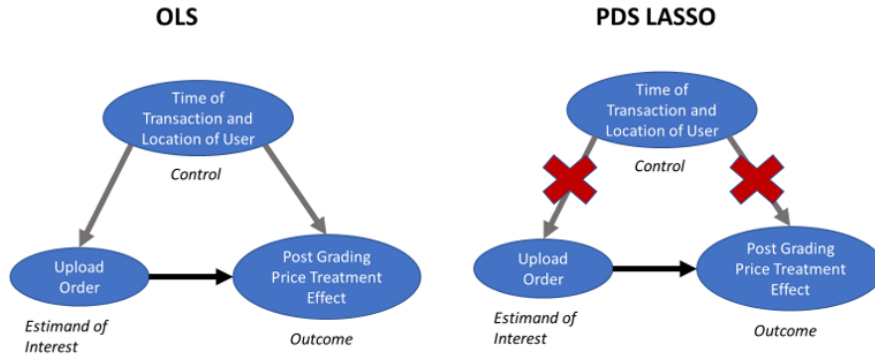 OLS
Time of
Transaction and
Location of User
Control
Upload
Order
Estimand of
Interest
Post Grading
Price Treatment
Effect
Outcome
PDS LASSO
Time of
Transaction and
Location of User
Control
Upload
Order
Estimand of
Interest
Post Grading
Price Treatment
Effect
Outcome